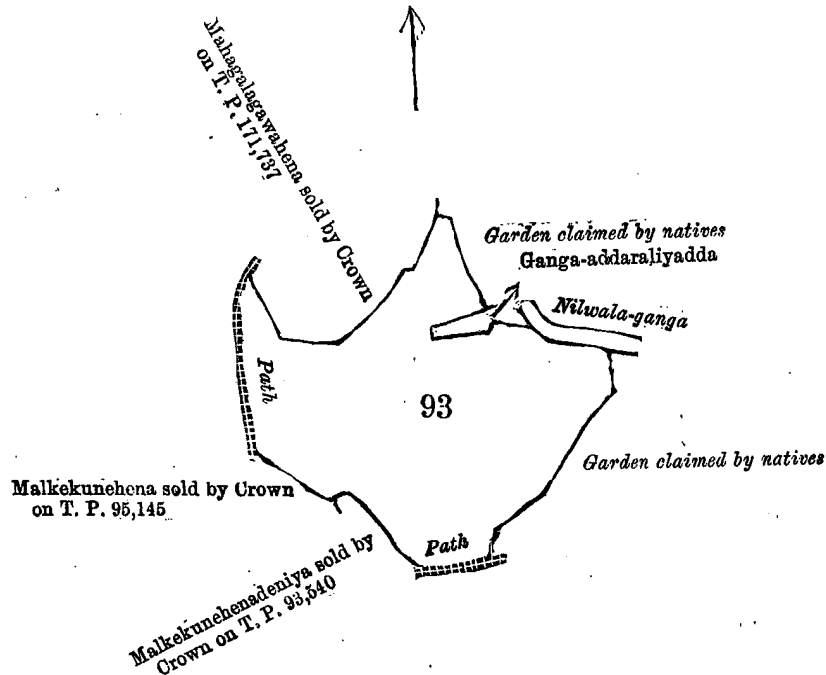 Mahagalagawahena sold by Crown
on T. P. 171,737
Garden claimed by natives
Ganga-addaraliyadda
Nilwala-ganga
Path
93
Garden claimed by natives
Malkekunehena sold by Crown
on T. P. 95,145
Path
Malkekunehenadeniya sold by
Crown on T. P. 93,540